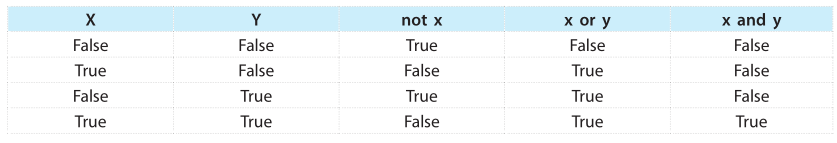 X Y not x x or y x and y
False False True False False
True False False True False
False True True True False
True True False True True